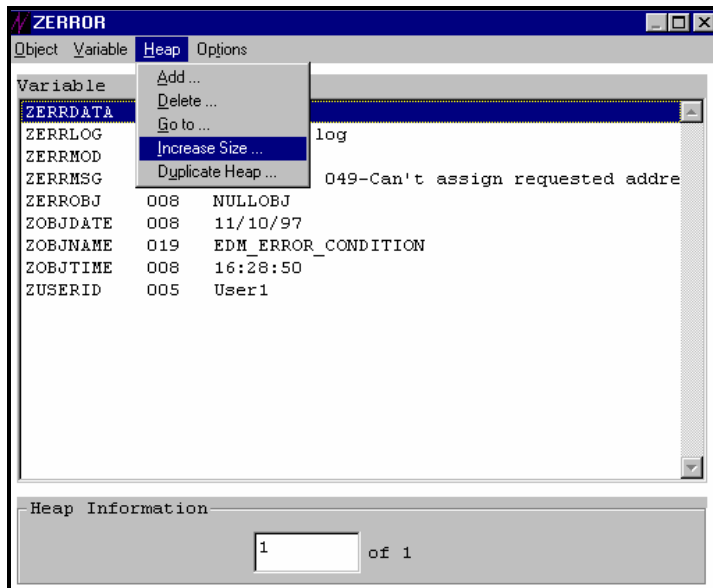 ZERROR
Object Variable Heap Options
Add ...
Variable
Delete ...
ZERRDATA
Go to ...
ZERRLOG log
Increase Size ...
ZERRMOD
Duplicate Heap ...
ZERRMSG 049-Can't assign requested addre
ZERROBJ 008 NULLOBJ
ZOBJDATE 008 11/10/97
ZOBJNAME 019 EDM_ERROR_CONDITION
ZOBJTIME 008 16:28:50
ZUSERID 005 User1
Heap Information
1 of 1